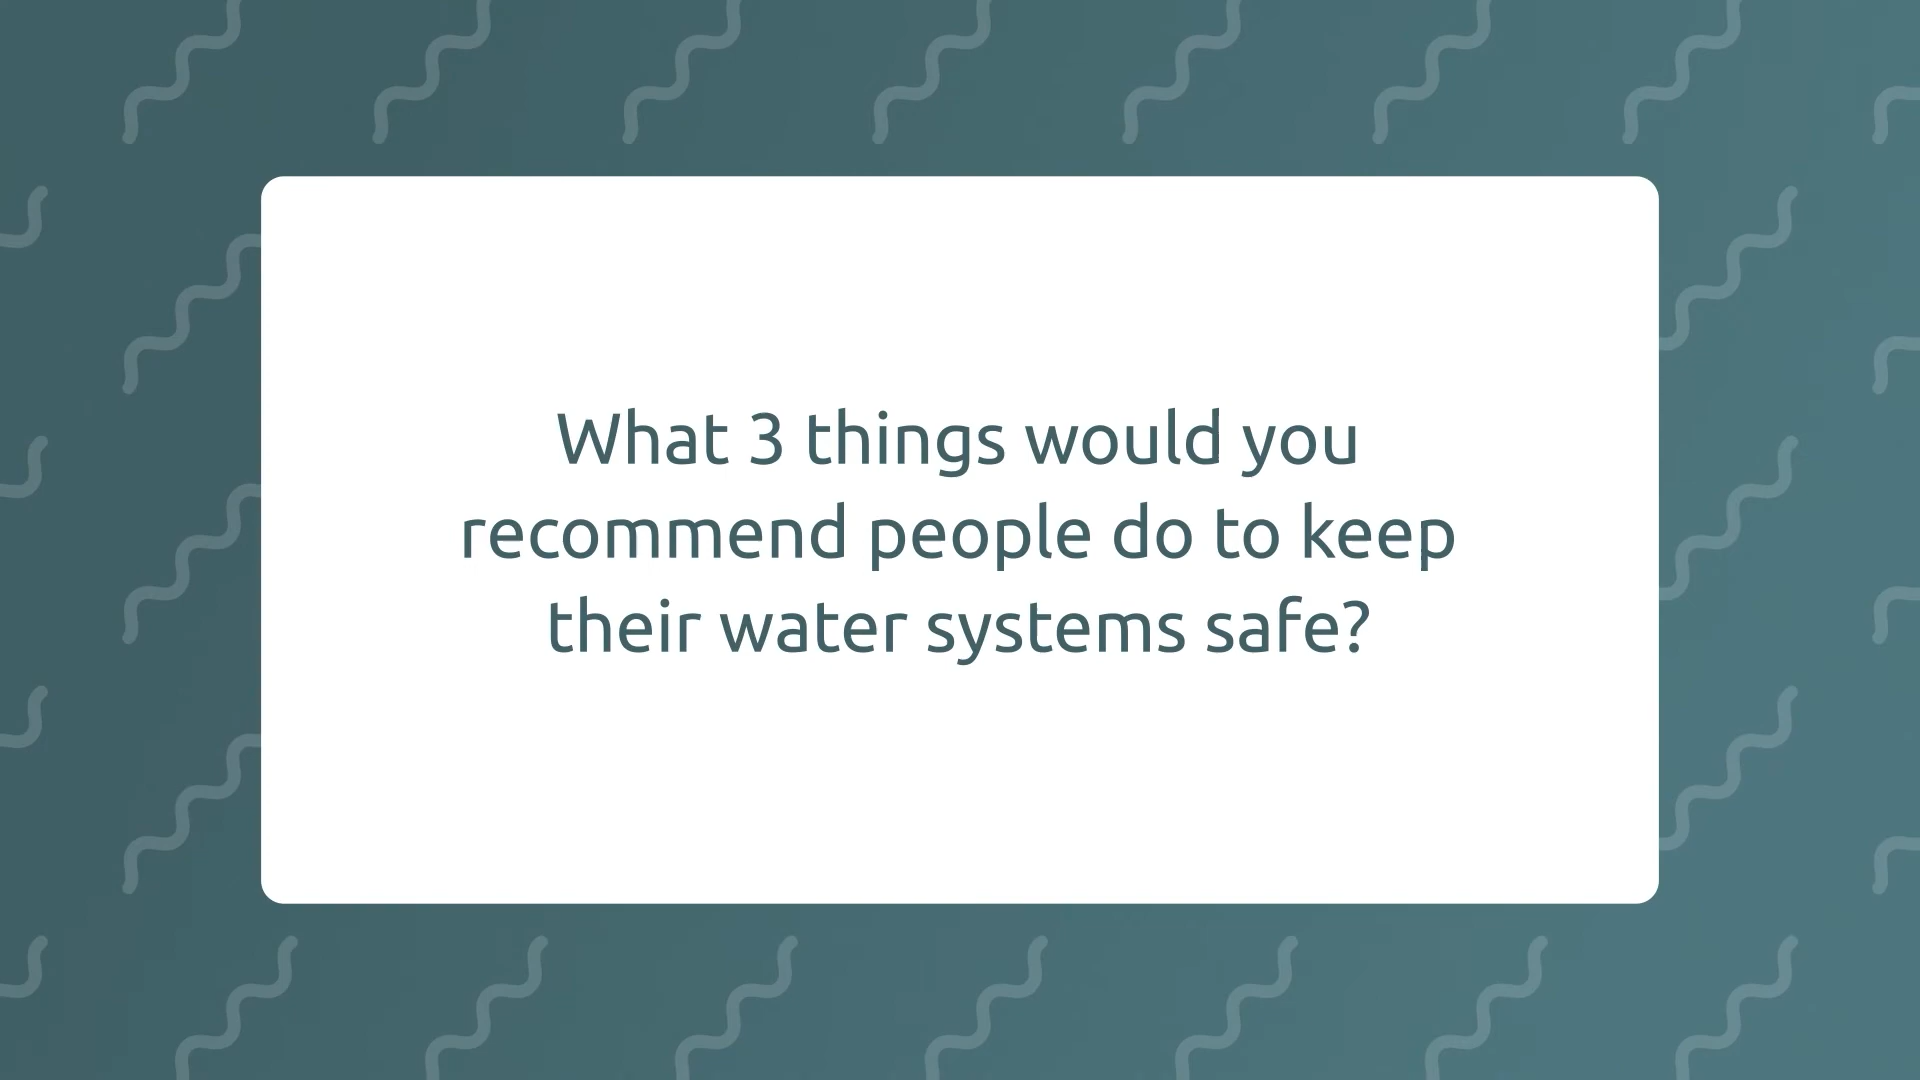 What 3 things would you
recommend people do to keep
their water systems safe?